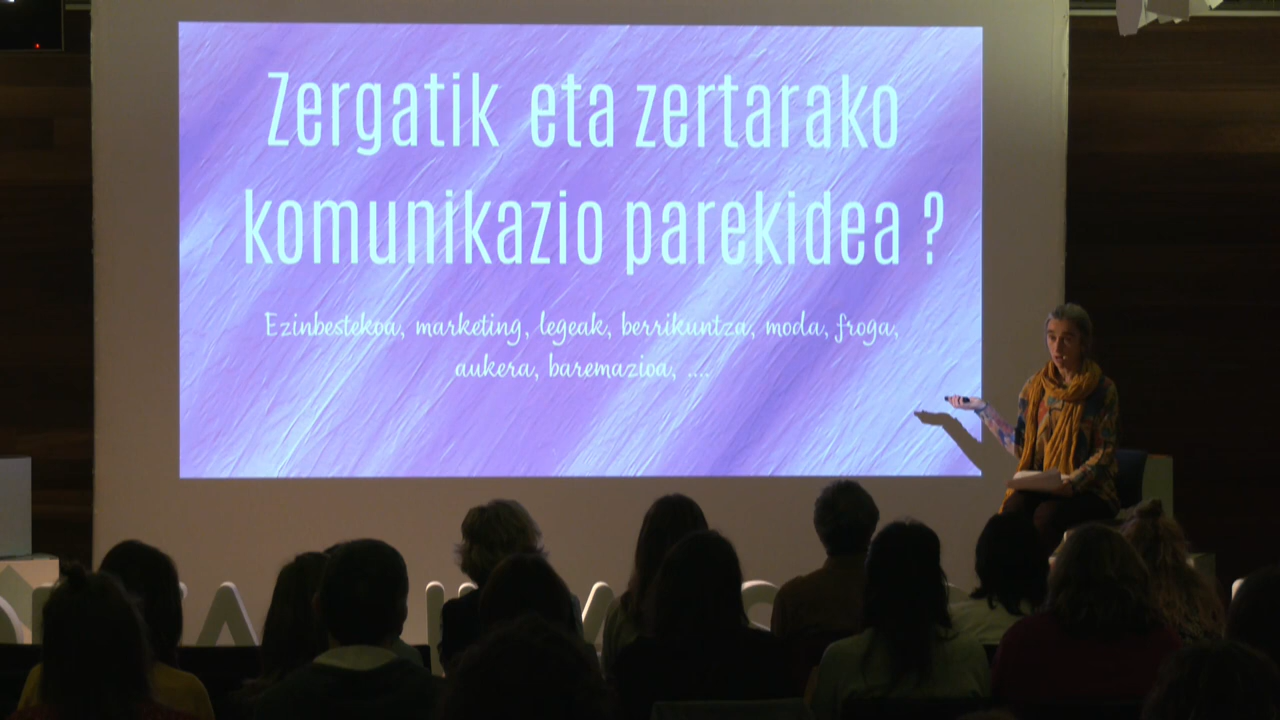 Zergatik eta zertarako
komunikazio parekidea ?
Ezinbestekoa, marketing, legeak, berrikuntza, moda, froga,
aukera, baremazioa, ....